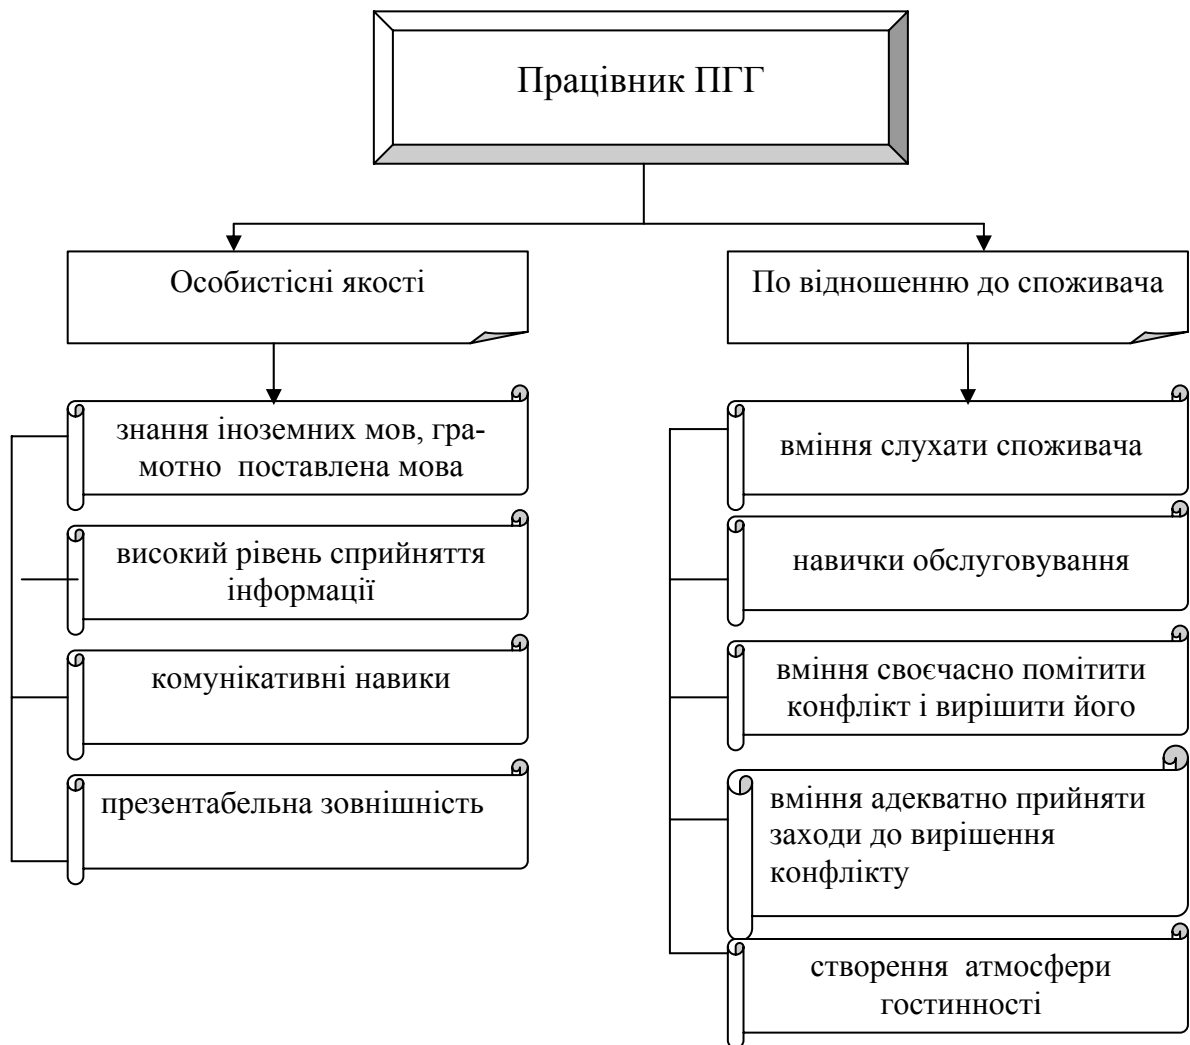 Працівник ПГГ
Особистісні якості
знання іноземних мов, гра-
мотно поставлена мова
високий рівень сприйняття
інформації
комунікативні навики
презентабельна зовнішність
По відношенню до споживача
вміння слухати споживача
навички обслуговування
вміння своєчасно помітити
конфлікт і вирішити його
вміння адекватно прийняти
заходи до вирішення
конфлікту
створення атмосфери
гостинності